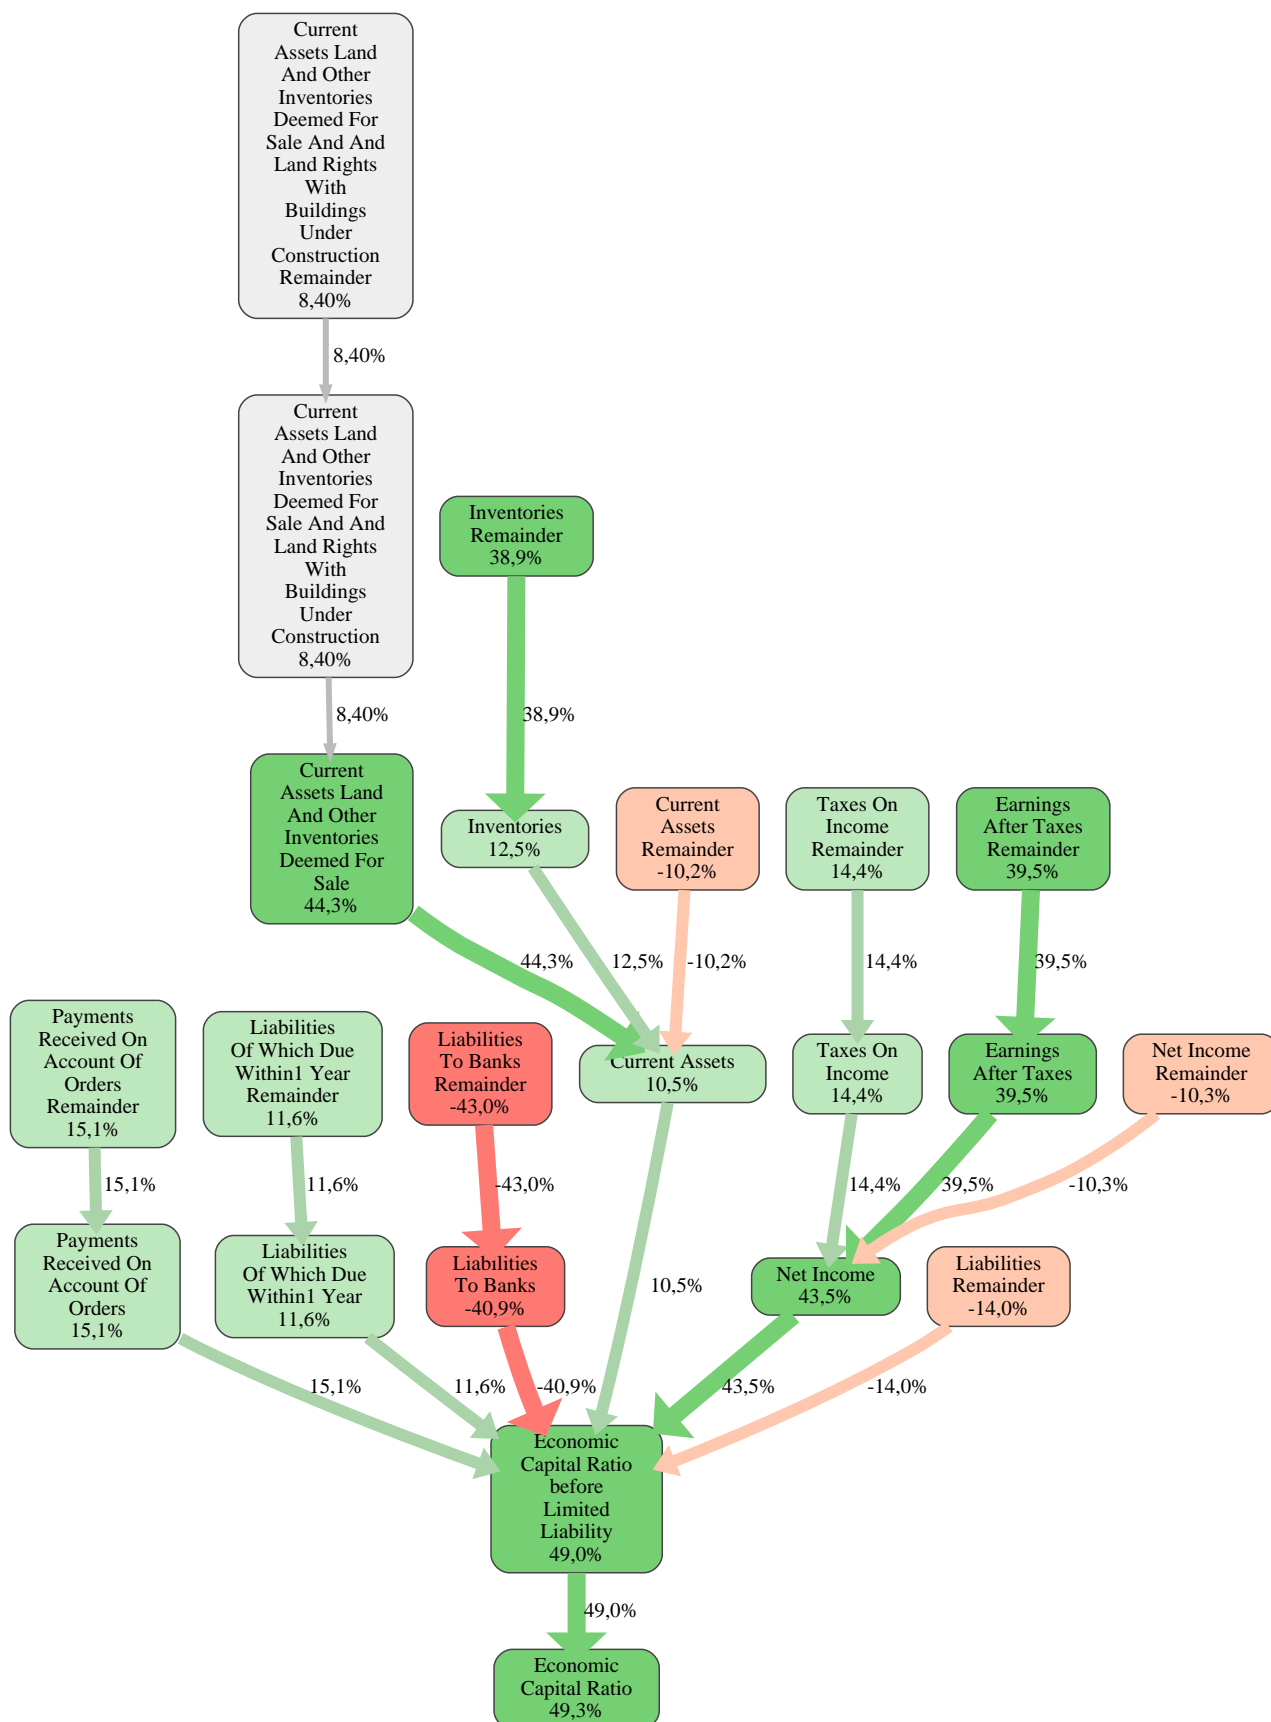 Current
Assets Land
And Other
Inventories
Deemed For
Sale And And
Land Rights
With
Buildings
Under
Construction
Remainder
8,40%
8,40%
Current
Assets Land
And Other
Inventories
Deemed For
Sale And And
Land Rights
With
Buildings
Under
Construction
8,40%
Inventories
Remainder
38,9%
8,40%
38,9%
Current
Assets Land
And Other
Inventories
Deemed For
Sale
44,3%
Inventories
12,5%
Current
Assets
Remainder
-10,2%
Taxes On
Income
Remainder
14,4%
Earnings
After Taxes
Remainder
39,5%
44,3%
12,5%
-10,2%
14,4%
39,5%
Payments
Received On
Account Of
Orders
Remainder
15,1%
Liabilities
Of Which Due
Within1 Year
Remainder
11,6%
Liabilities
To Banks
Remainder
-43,0%
Current Assets
10,5%
Taxes On
Income
14,4%
Earnings
After Taxes
39,5%
Net Income
Remainder
-10,3%
15,1%
11,6%
-43,0%
14,4%
39,5%
-10,3%
Payments
Received On
Account Of
Orders
15,1%
Liabilities
Of Which Due
Within1 Year
11,6%
Liabilities
To Banks
-40,9%
10,5%
Net Income
43,5%
Liabilities
Remainder
-14,0%
15,1%
11,6%
-40,9%
43,5%
-14,0%
Economic
Capital Ratio
before
Limited
Liability
49,0%
49,0%
Economic
Capital Ratio
49,3%